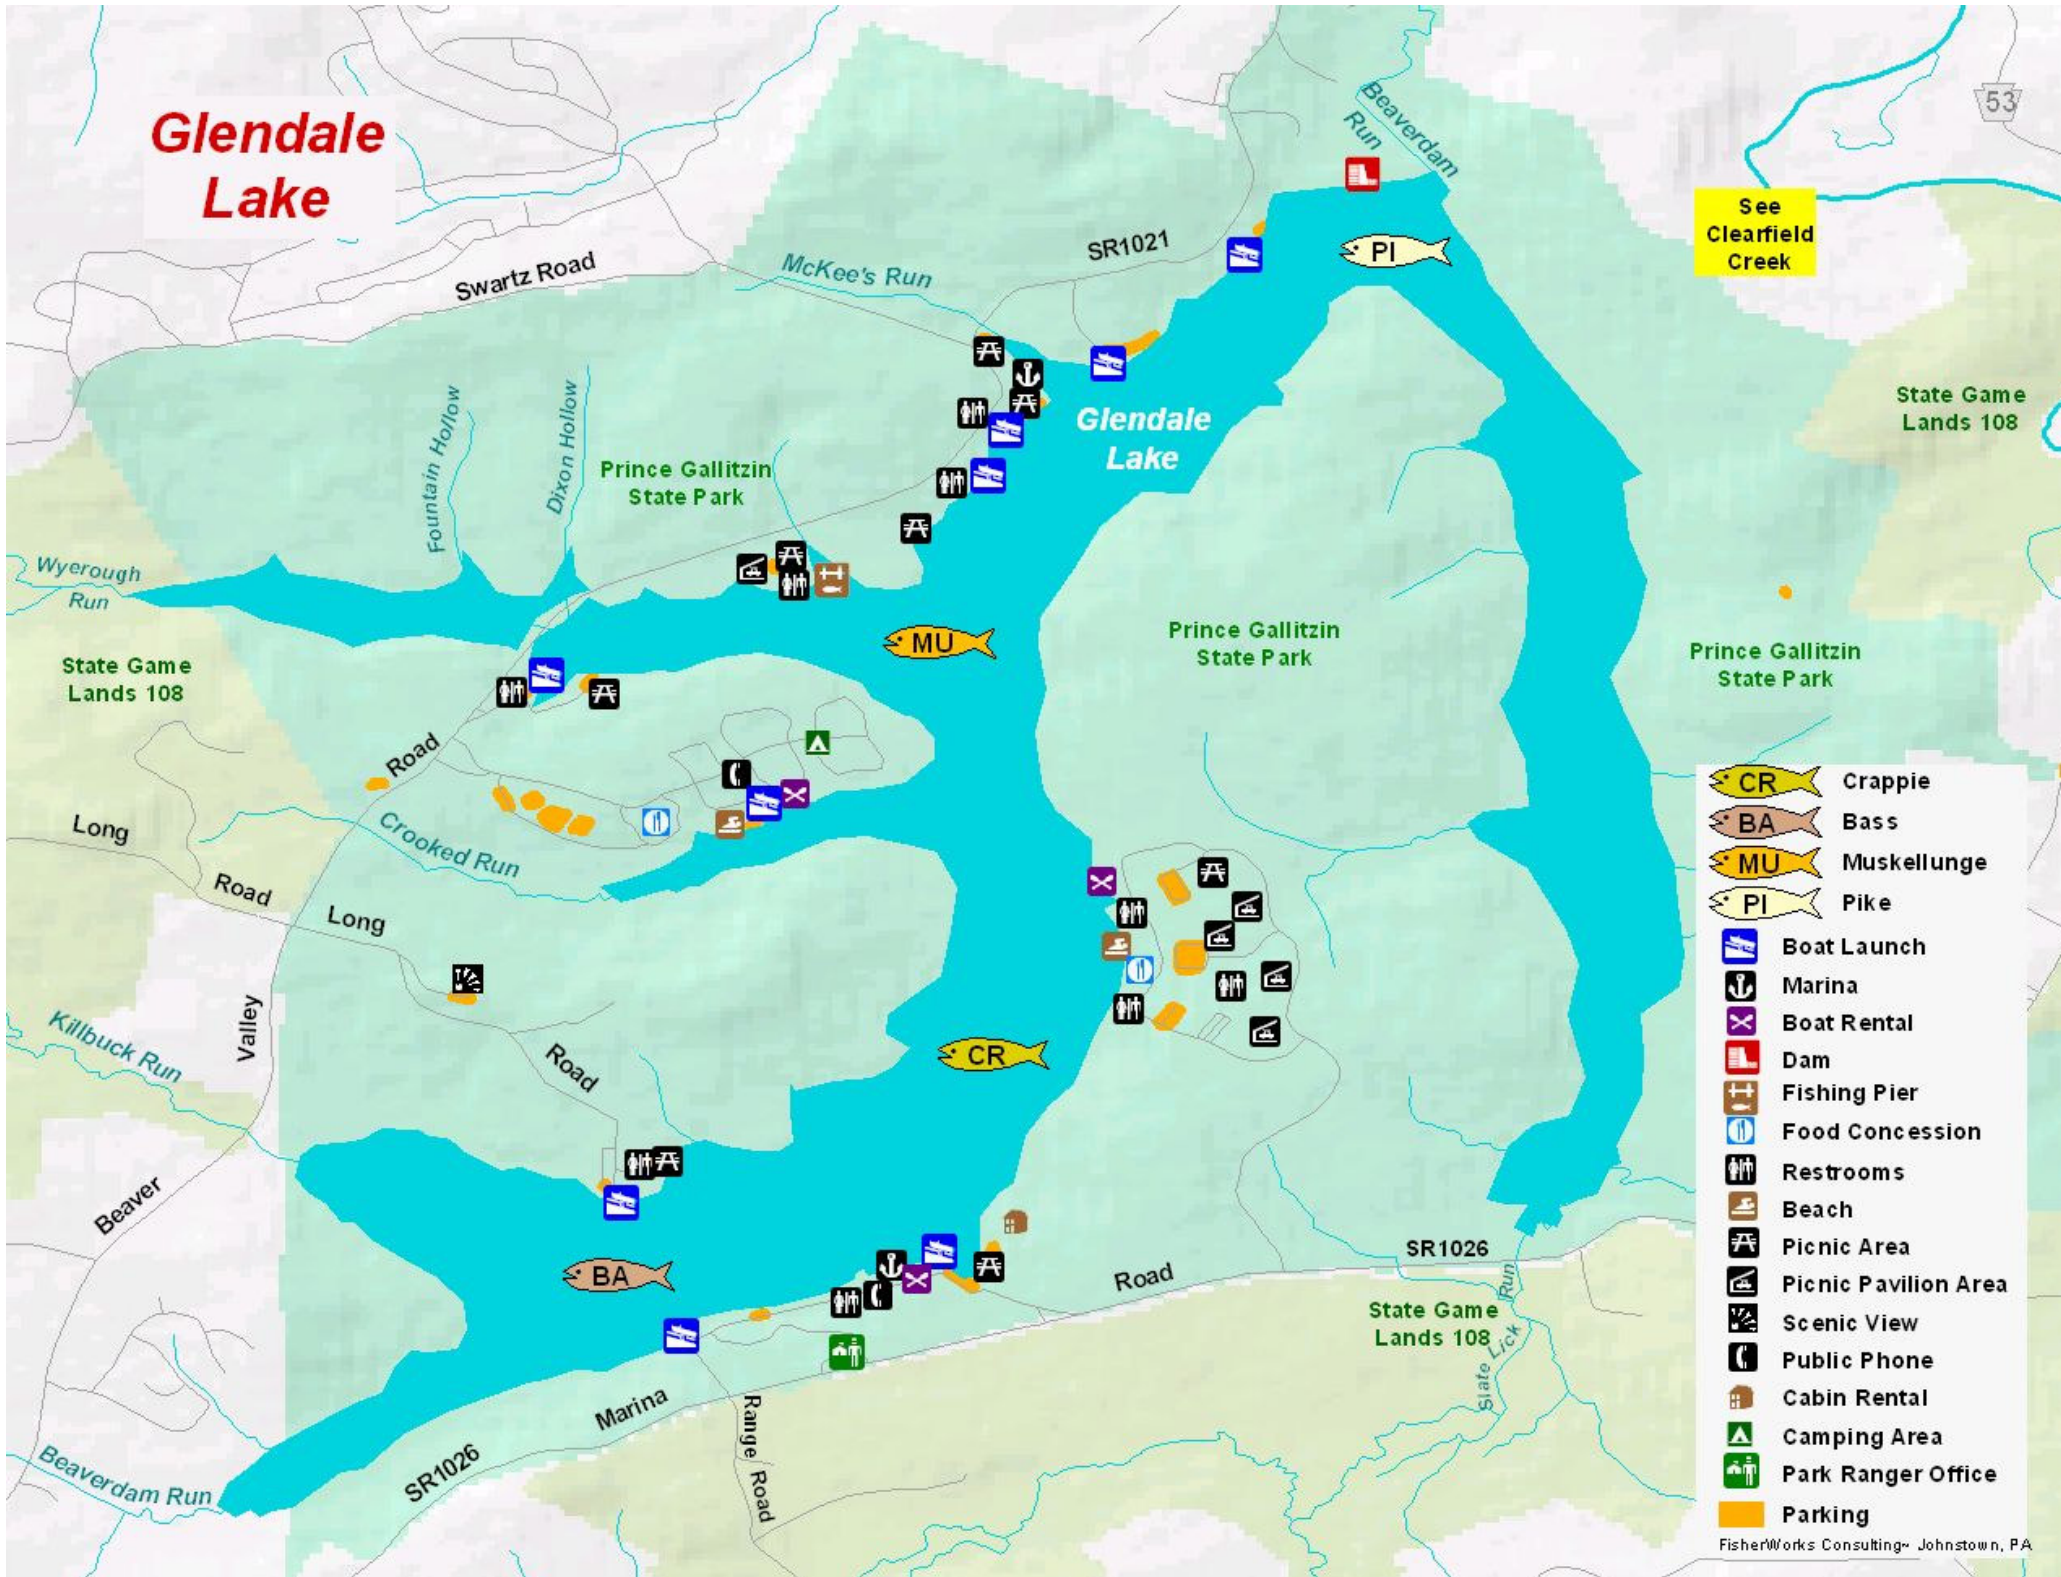 Glendale
Lake
Beaverdam
Run
53
See
Clearfield
Creek
PI
SR1021
McKee's Run
Swartz Road
Fountain Hollow
Dixon Hollow
Glendale
Lake
State Game
Lands 108
Prince Gallitzin
State Park
Wyerough
Run
MU
Prince Gallitzin
State Park
Prince Gallitzin
State Park
State Game
Lands 108
Road
Long
Road
Long
Crooked Run
Killbuck Run
Valley
Road
CR
Beaver
BA
Road
SR1026
Run
State Game
Lands 108
Slate Lick
Marina
Range Road
SR1026
Beaverdam Run
CR Crappie
BA Bass
MU Muskellunge
PI Pike
Boat Launch
Marina
Boat Rental
Dam
Fishing Pier
Food Concession
Restrooms
Beach
Picnic Area
Picnic Pavilion Area
Scenic View
Public Phone
Cabin Rental
Camping Area
Park Ranger Office
Parking
FisherWorks Consulting~ Johnstown, PA